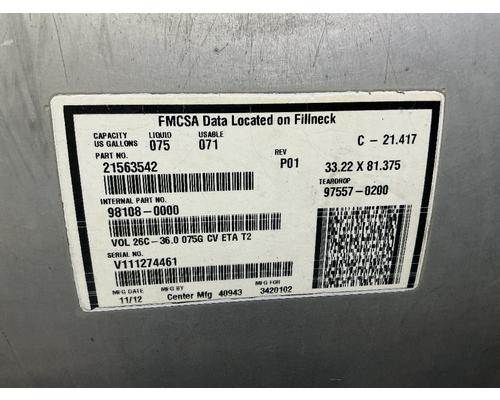 FMCSA Data Located on Fillneck
CAPACITY LIQUID USABLE
US GALLONS 075 071
C - 21.417
PART NO. REV
21563542 P01 33.22 X 81.375
TEARDROP
97557-0200
INTERNAL PART NO.
98108-0000
VOL 26C-36.0 075G CV ETA T2
SERIAL NO.
V111274461
MFG DATE MFG BY MFG FOR
11/12 Center Mfg 40943 3420102